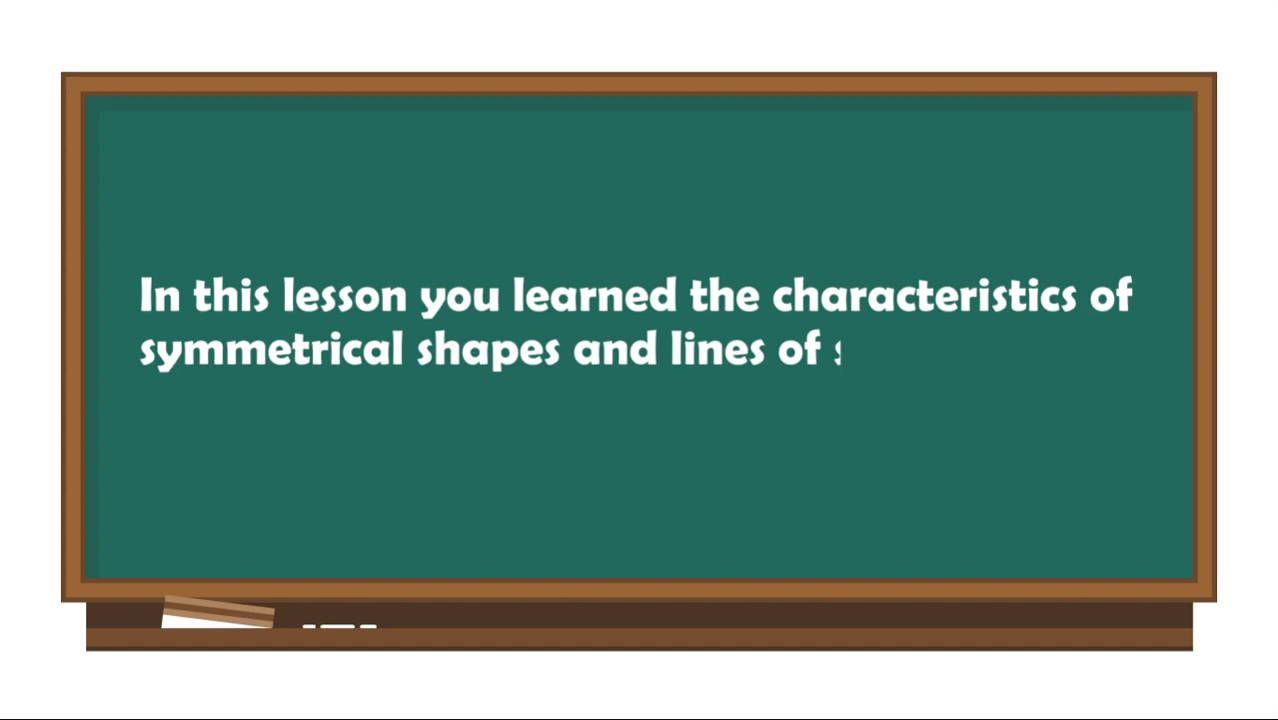 In this lesson you learned the characteristics of
symmetrical shapes and lines of